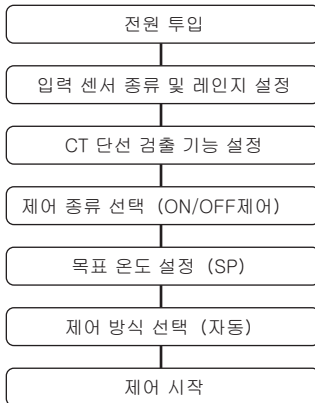 전원 투입
입력 센서 종류 및 레인지 설정
CT 단선 검출 기능 설정
제어 종류 선택 (ON/OFF제어)
목표 온도 설정 (SP)
제어 방식 선택 (자동)
제어 시작